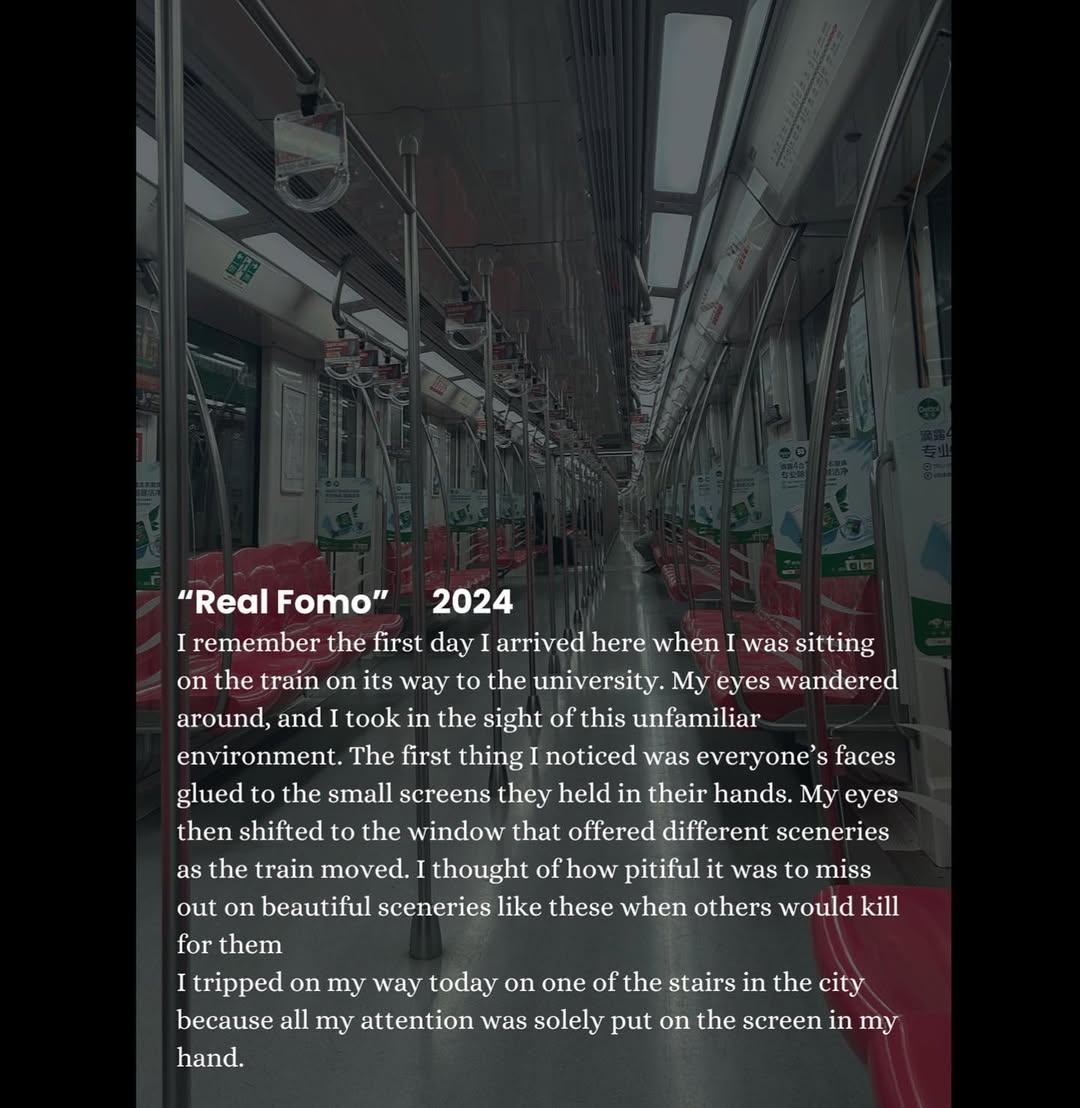 Dettol
滴露
专业
“Real Fomo” 2024
I remember the first day I arrived here when I was sitting
on the train on its way to the university. My eyes wandered
around, and I took in the sight of this unfamiliar
environment. The first thing I noticed was everyone’s faces
glued to the small screens they held in their hands. My eyes
then shifted to the window that offered different sceneries
as the train moved. I thought of how pitiful it was to miss
out on beautiful sceneries like these when others would kill
for them
I tripped on my way today on one of the stairs in the city
because all my attention was solely put on the screen in my
hand.